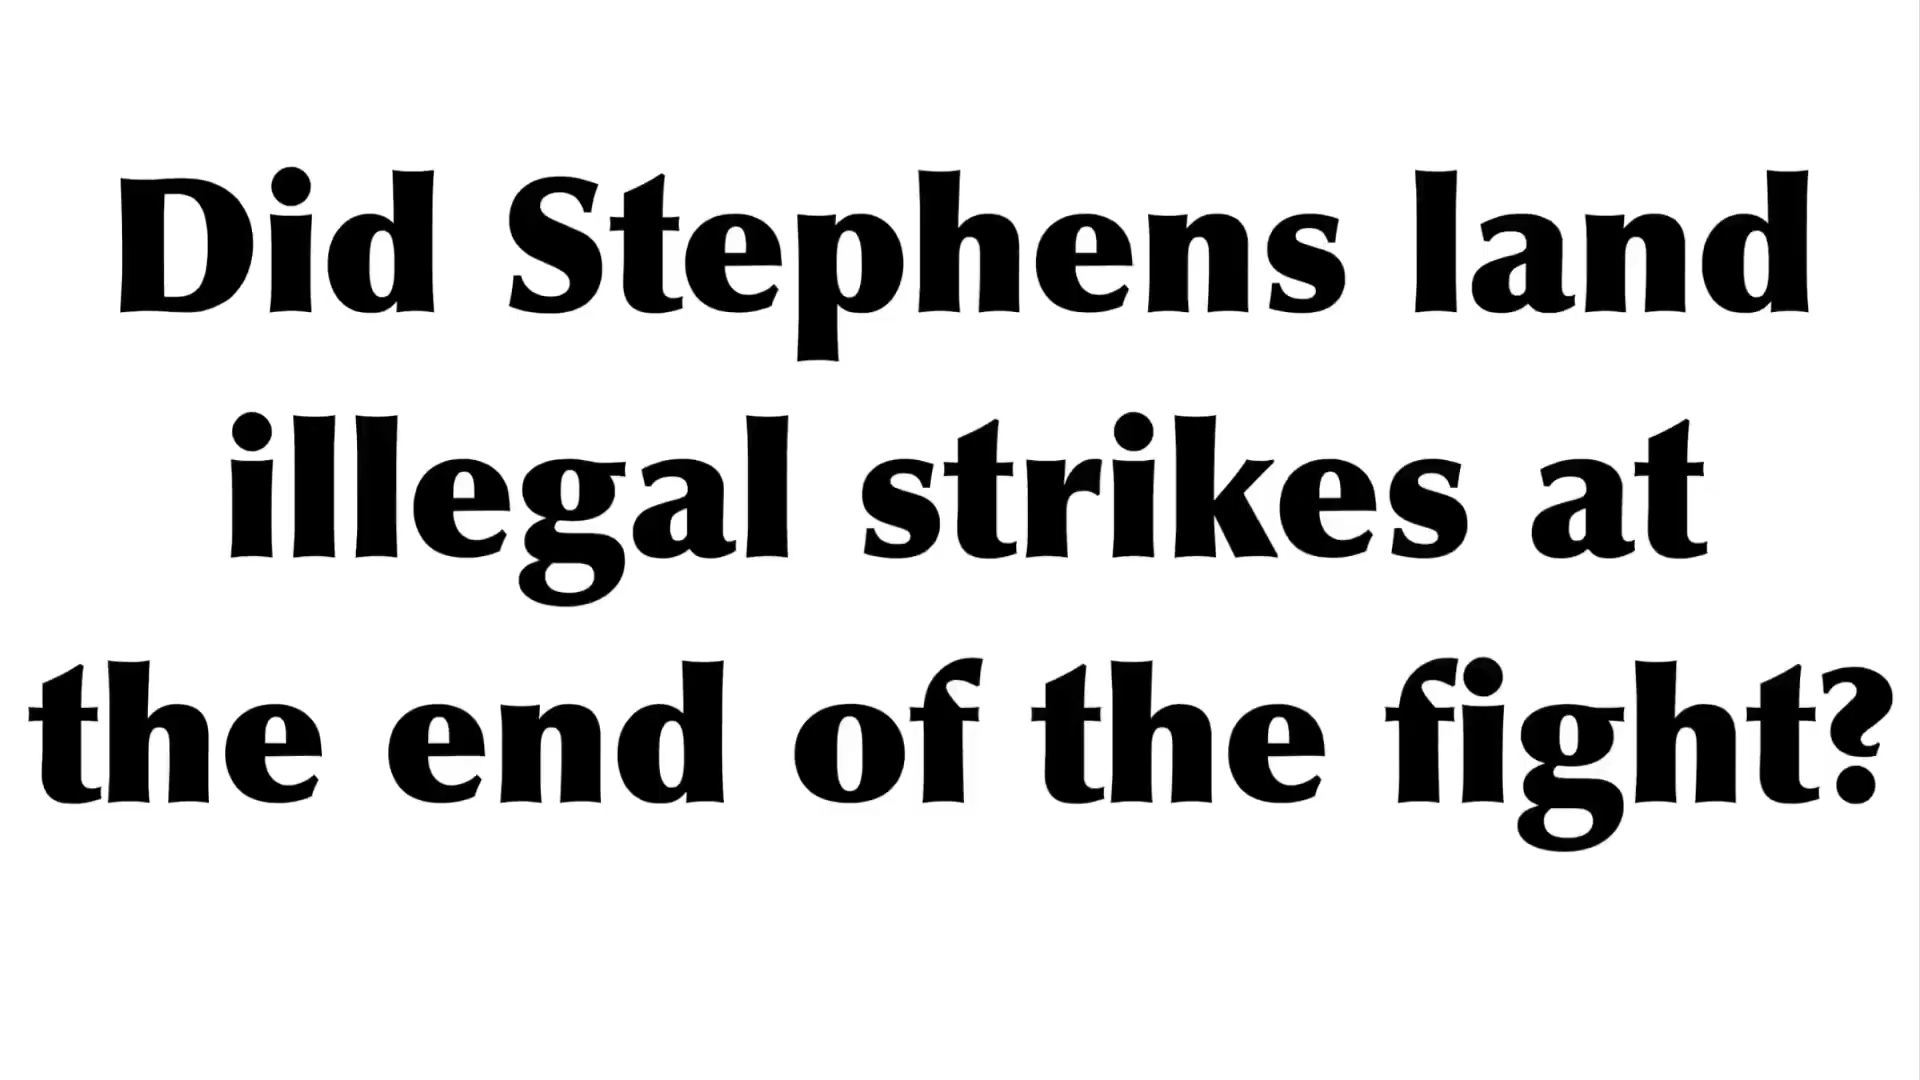 Did Stephens land
illegal strikes at
the end of the fight?